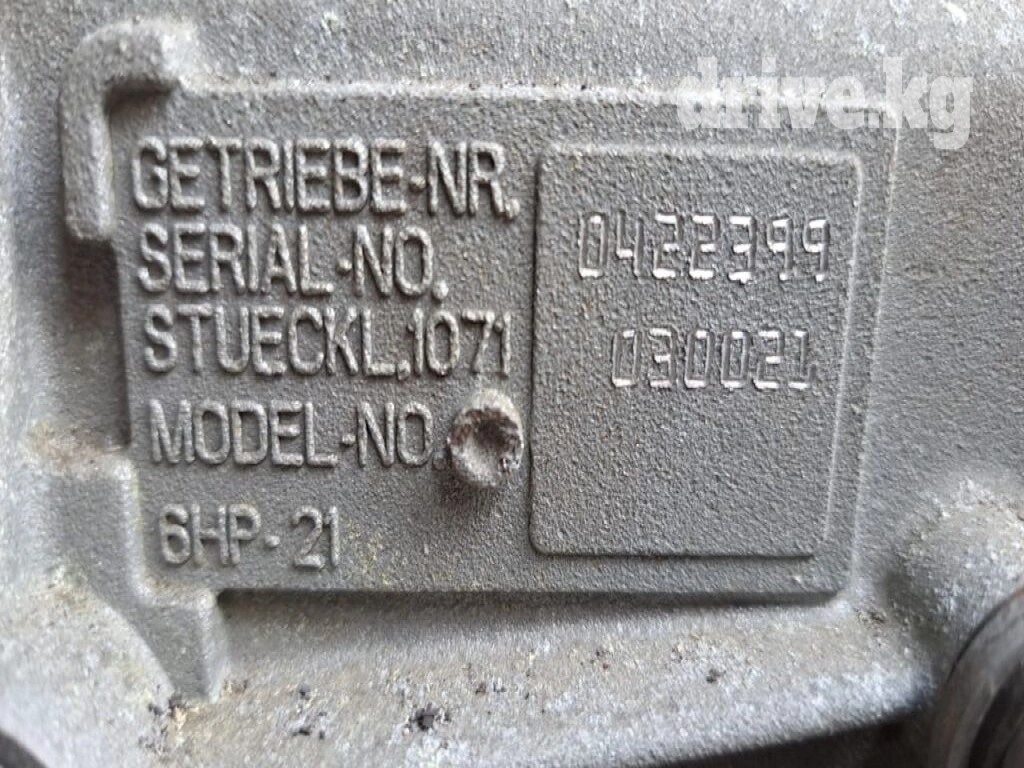 drive.kg
GETRIEBE-NR.
SERIAL-NO. 0422399
STUECKL.1071 030021
MODEL-NO.
6HP-21